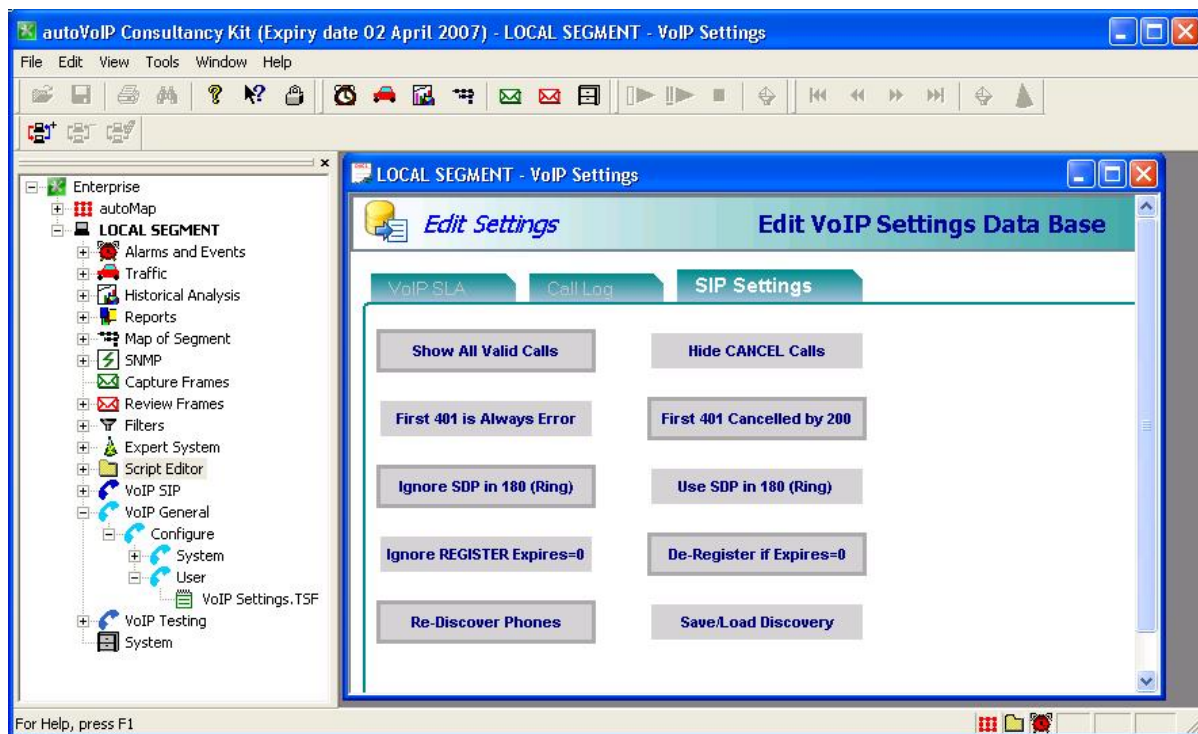 autoVoIP Consultancy Kit (Expiry date 02 April 2007) - LOCAL SEGMENT - VoIP Settings
File Edit View Tools Window Help
Enterprise
autoMap
LOCAL SEGMENT
Alarms and Events
Traffic
Historical Analysis
Reports
Map of Segment
SNMP
Capture Frames
Review Frames
Filters
Expert System
Script Editor
VoIP SIP
VoIP General
Configure
System
User
VoIP Settings.TSF
VoIP Testing
System
LOCAL SEGMENT - VoIP Settings
Edit Settings Edit VoIP Settings Data Base
VoIP SLA Call Log SIP Settings
Show All Valid Calls Hide CANCEL Calls
First 401 is Always Error First 401 Cancelled by 200
Ignore SDP in 180 (Ring) Use SDP in 180 (Ring)
Ignore REGISTER Expires=0 De-Register if Expires=0
Re-Discover Phones Save/Load Discovery
For Help, press F1